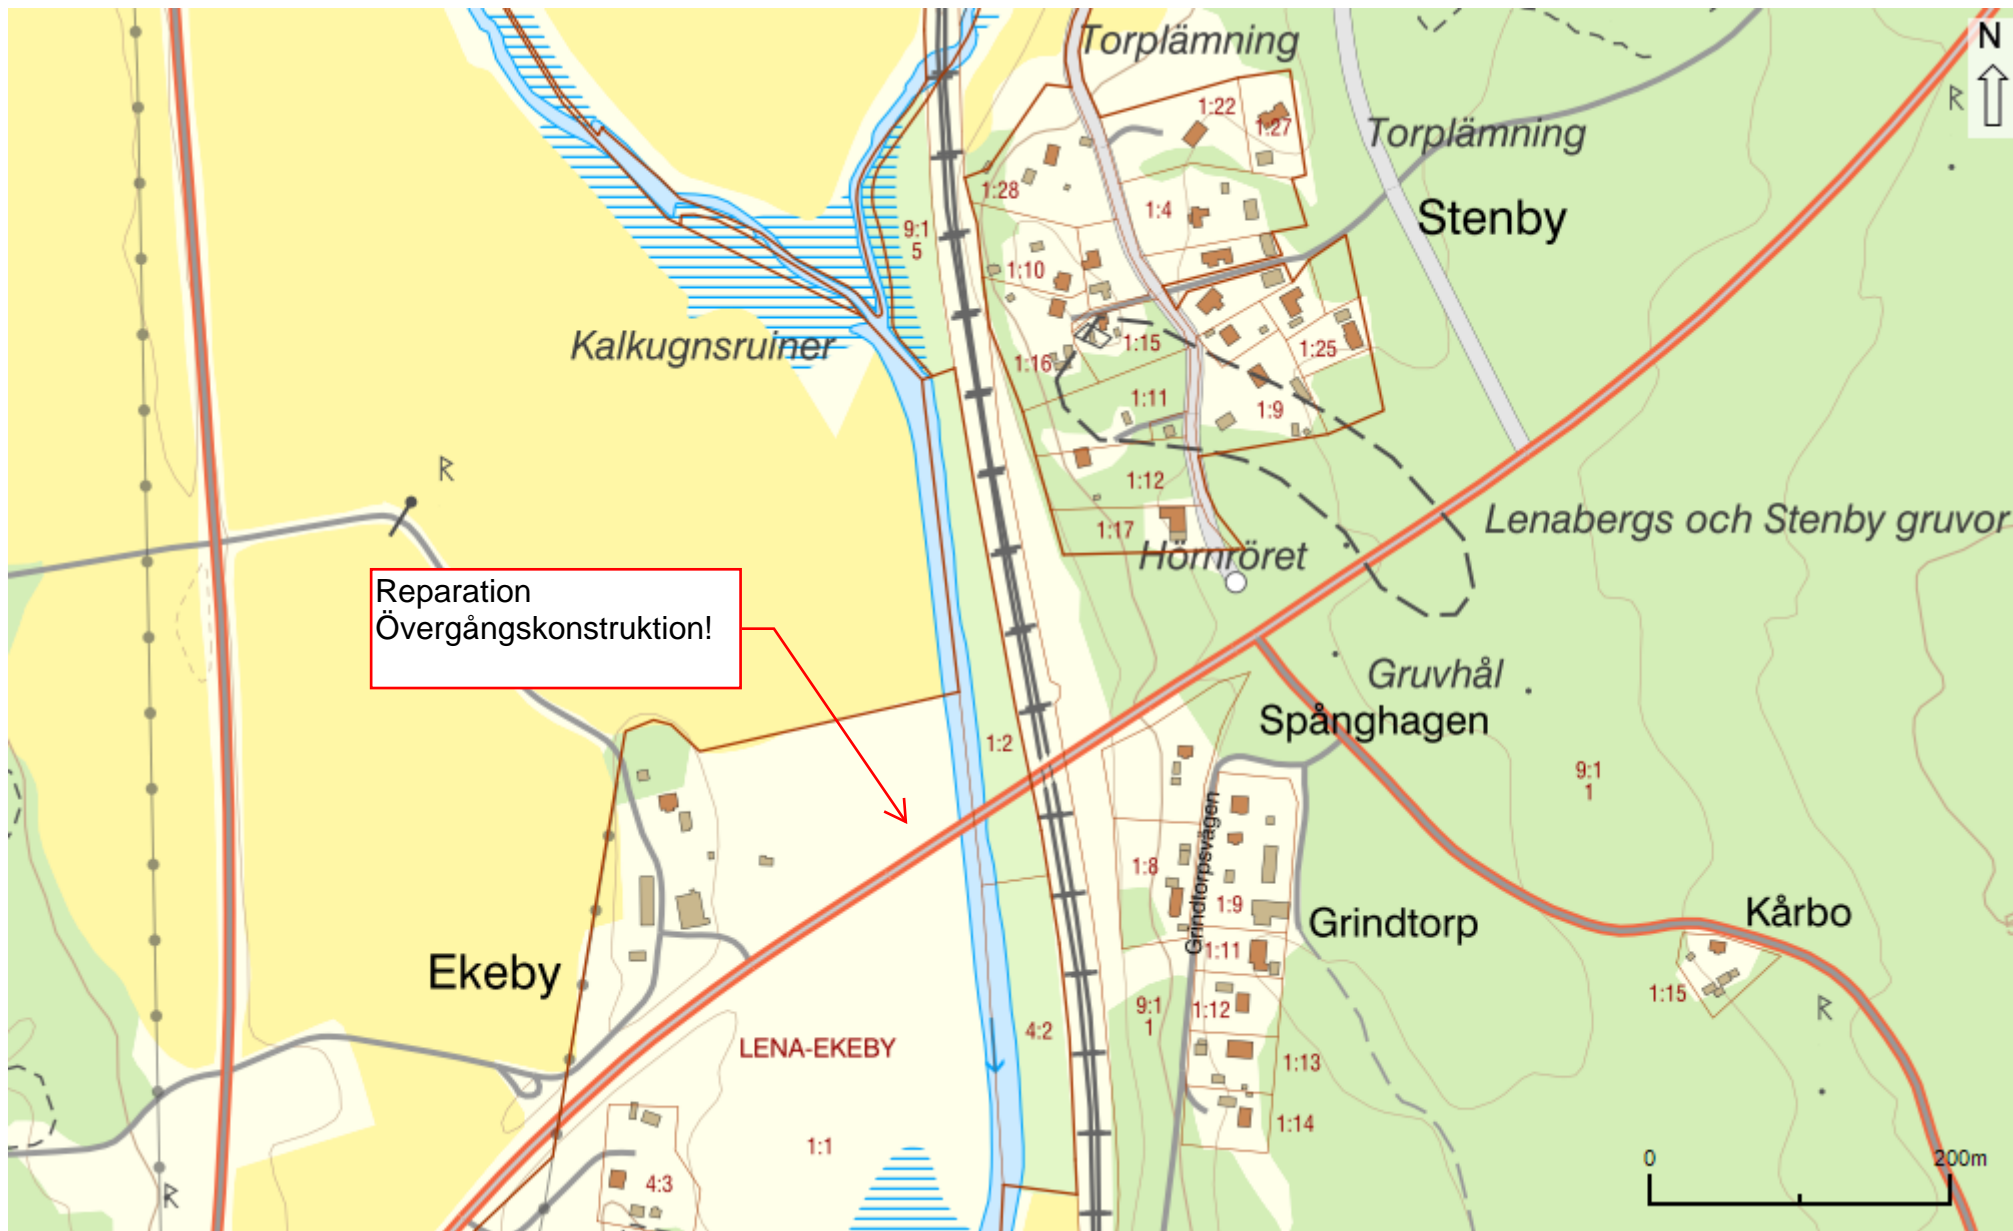 Torplämning
N
1:22
1:27
Torplämning
1:28
1:4
Stenby
9:1
5
1:10
Kalkugnsruiner
1:16
1:15
1:25
1:11
1:9
R
1:12
Lenabergs och Stenby gruvor
1:17
Hörnröret
Reparation
Övergångskonstruktion!
Gruvhål
Spånghagen
1:2
9:1
1
Grindtorpsvägen
1:8
1:9
Grindtorp
Kårbo
1:11
Ekeby
1:15
9:1
1
1:12
4:2
LENA-EKEBY
1:13
1:14
1:1
4:3
0
200m